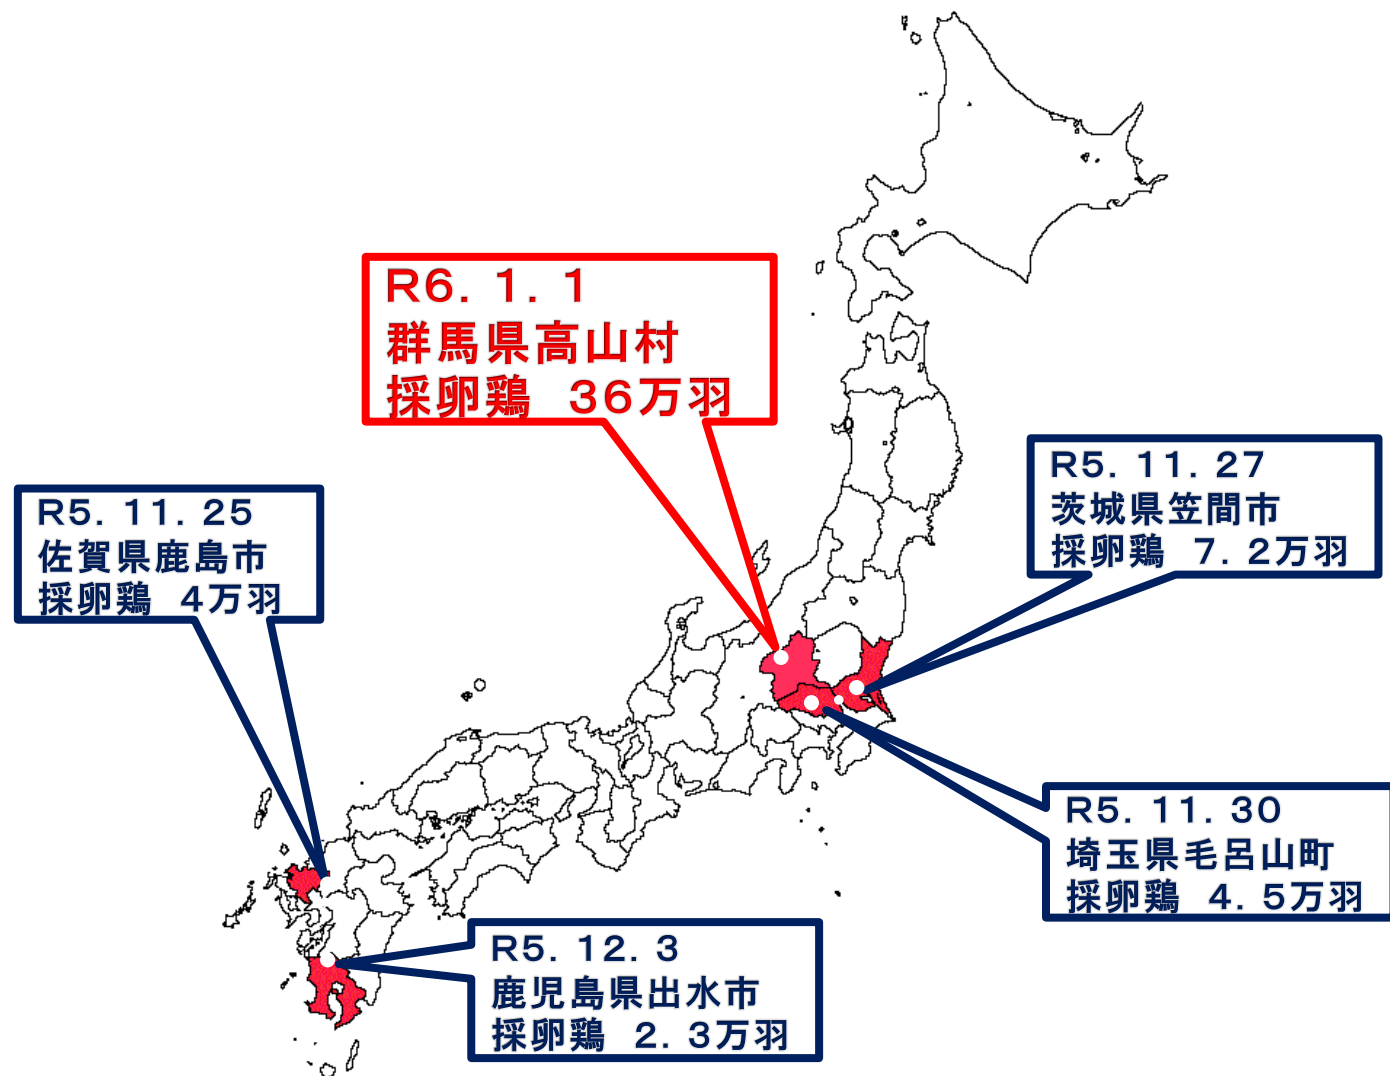 R6. 1. 1
群馬県高山村
採卵鶏 36万羽
R5. 11. 25
佐賀県鹿島市
採卵鶏 4万羽
R5. 11. 27
茨城県笠間市
採卵鶏 7. 2万羽
R5. 11. 30
埼玉県毛呂山町
採卵鶏 4. 5万羽
R5. 12. 3
鹿児島県出水市
採卵鶏 2. 3万羽